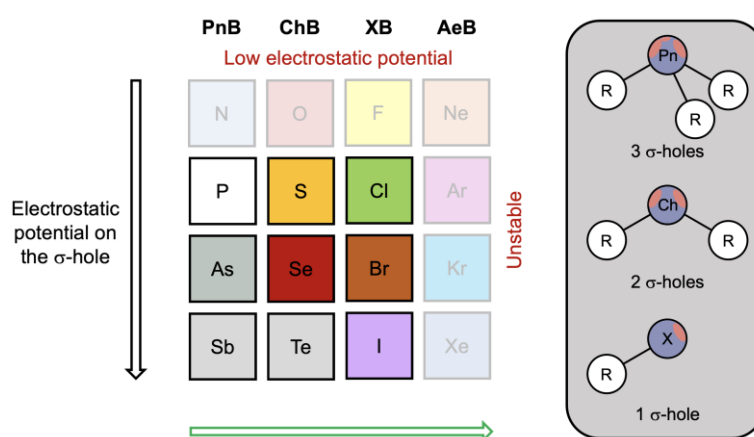 PnB ChB XB AeB
Low electrostatic potential
N O F Ne
P S Cl Ar
As Se Br Kr
Sb Te I Xe
Electrostatic
potential on
the σ-hole
Unstable
Pn
R R
R
3 σ-holes
Ch
R R
2 σ-holes
X
R
1 σ-hole